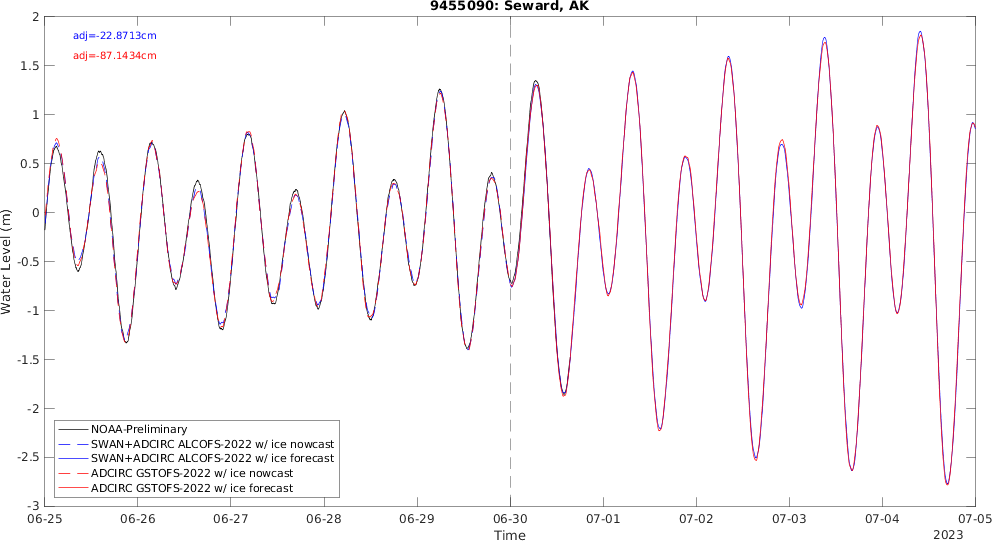 9455090: Seward, AK
adj=-22.8713cm
adj=-87.1434cm
2
1.5
1
0.5
0
-0.5
-1
-1.5
-2
-2.5
-3
Water Level (m)
NOAA-Preliminary
SWAN+ADCIRC ALCOFS-2022 w/ ice nowcast
SWAN+ADCIRC ALCOFS-2022 w/ ice forecast
ADCIRC GSTOFS-2022 w/ ice nowcast
ADCIRC GSTOFS-2022 w/ ice forecast
06-25 06-26 06-27 06-28 06-29 06-30 07-01 07-02 07-03 07-04 07-05
Time
2023